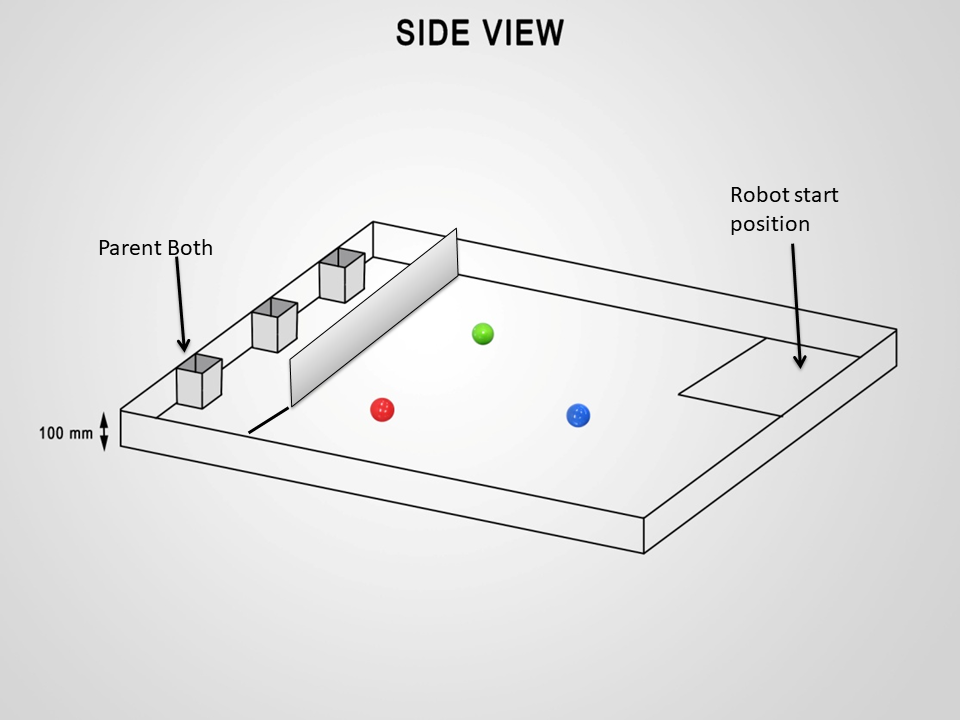 SIDE VIEW
Robot start
position
Parent Both
100 mm